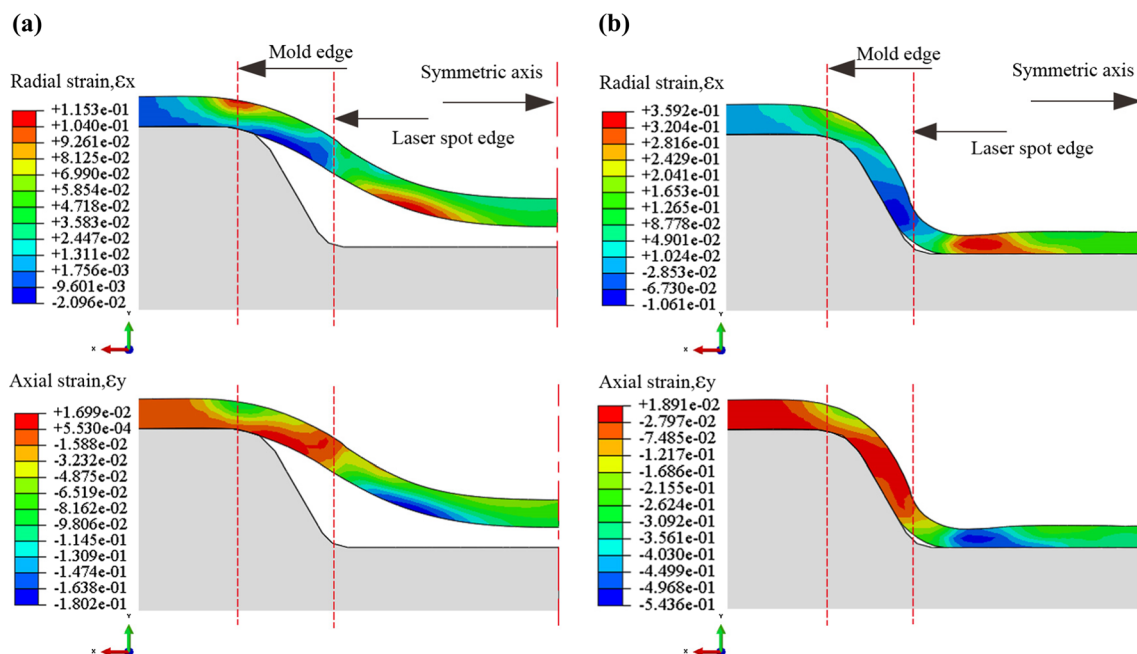 (a)
Mold edge
Radial strain,εx
Symmetric axis
Laser spot edge
+1.153e-01
+1.040e-01
+9.261e-02
+8.125e-02
+6.990e-02
+5.854e-02
+4.718e-02
+3.583e-02
+2.447e-02
+1.311e-02
+1.756e-03
-9.601e-03
-2.096e-02
Y
X
Axial strain,εy
+1.699e-02
+5.530e-04
-1.588e-02
-3.232e-02
-4.875e-02
-6.519e-02
-8.162e-02
-9.806e-02
-1.145e-01
-1.309e-01
-1.474e-01
-1.638e-01
-1.802e-01
Y
X
(b)
Mold edge
Radial strain,εx
Symmetric axis
Laser spot edge
+3.592e-01
+3.204e-01
+2.816e-01
+2.429e-01
+2.041e-01
+1.653e-01
+1.265e-01
+8.778e-02
+4.901e-02
+1.024e-02
-2.853e-02
-6.730e-02
-1.061e-01
Y
X
Axial strain,εy
+1.891e-02
-2.797e-02
-7.485e-02
-1.217e-01
-1.686e-01
-2.155e-01
-2.624e-01
-3.092e-01
-3.561e-01
-4.030e-01
-4.499e-01
-4.968e-01
-5.436e-01
Y
X